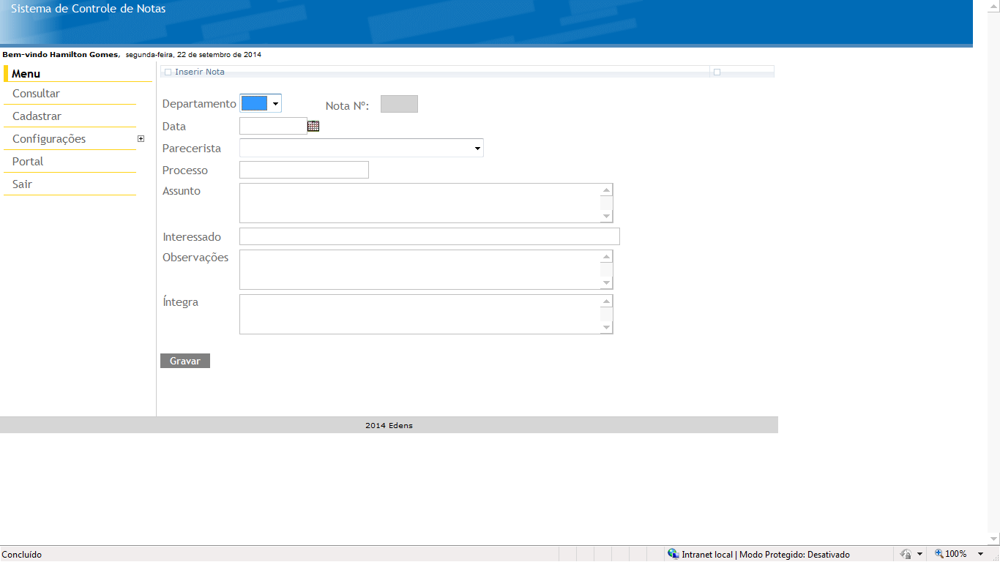 Sistema de Controle de Notas
Bem-vindo Hamilton Gomes, segunda-feira, 22 de setembro de 2014
Menu
Consultar
Cadastrar
Configurações
Portal
Sair
Inserir Nota
Departamento Nota Nº:
Data
Parecerista
Processo
Assunto
Interessado
Observações
Íntegra
Gravar
2014 Edens
Concluído Intranet local | Modo Protegido: Desativado 100%